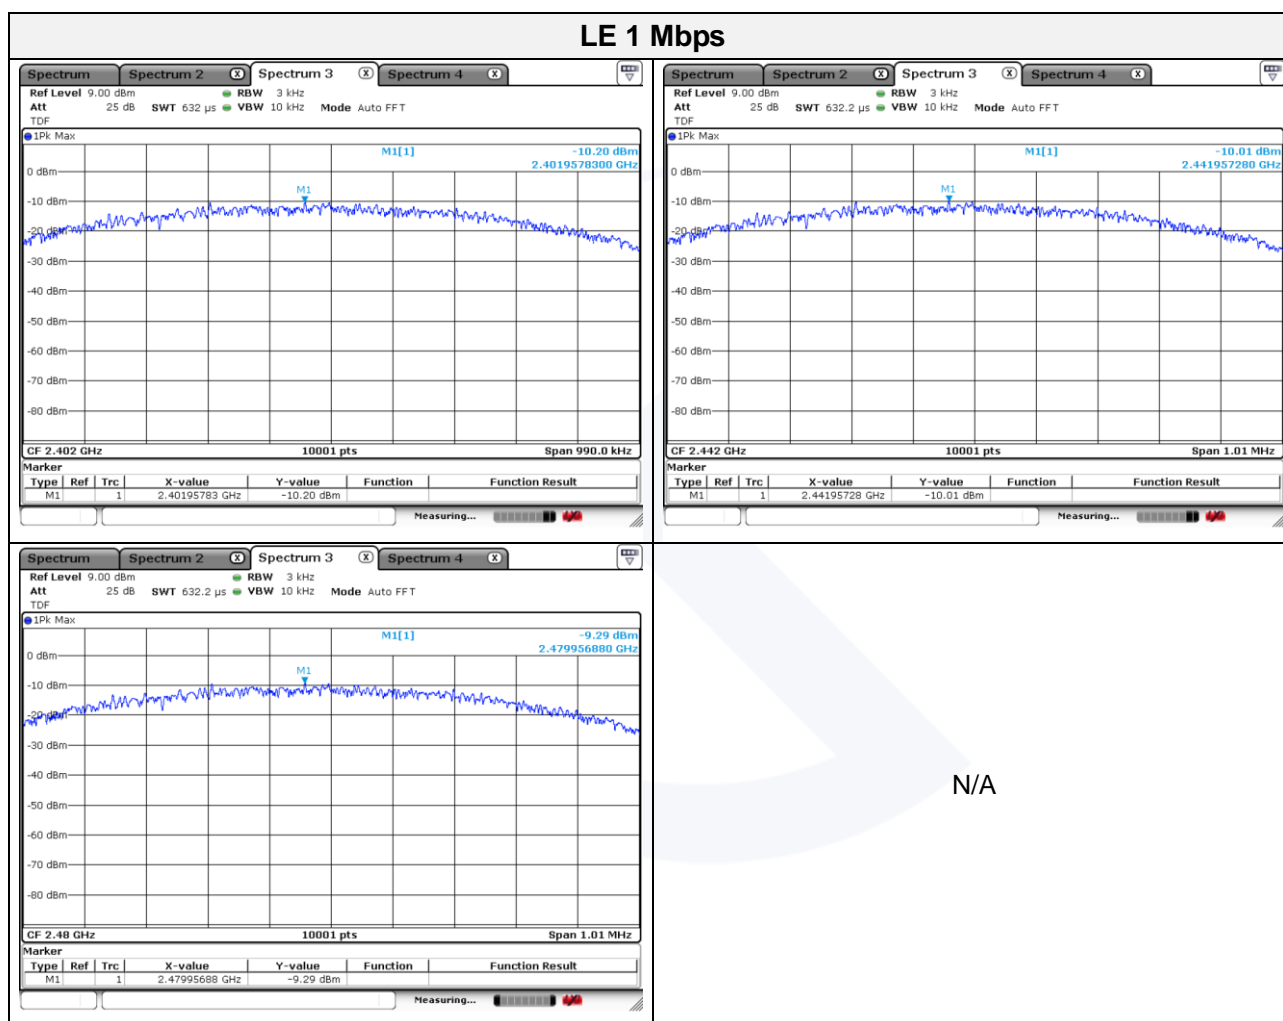 LE 1 Mbps
Spectrum Spectrum 2 X Spectrum 3 X Spectrum 4 X
Ref Level 9.00 dBm RBW 3 kHz
Att 25 dB SWT 632 µs VBW 10 kHz Mode Auto FFT
TDF
1Pk Max
M1[1] -10.20 dBm
2.4019578300 GHz
0 dBm
M1
-10 dBm
-20 dBm
-30 dBm
-40 dBm
-50 dBm
-60 dBm
-70 dBm
-80 dBm
CF 2.402 GHz 10001 pts Span 990.0 kHz
Marker
Type Ref Trc X-value Y-value Function Function Result
M1 1 2.40195783 GHz -10.20 dBm
Measuring...
Spectrum Spectrum 2 X Spectrum 3 X Spectrum 4 X
Ref Level 9.00 dBm RBW 3 kHz
Att 25 dB SWT 632.2 µs VBW 10 kHz Mode Auto FFT
TDF
1Pk Max
M1[1] -10.01 dBm
2.441957280 GHz
0 dBm
M1
-10 dBm
-20 dBm
-30 dBm
-40 dBm
-50 dBm
-60 dBm
-70 dBm
-80 dBm
CF 2.442 GHz 10001 pts Span 1.01 MHz
Marker
Type Ref Trc X-value Y-value Function Function Result
M1 1 2.44195728 GHz -10.01 dBm
Measuring...
Spectrum Spectrum 2 X Spectrum 3 X Spectrum 4 X
Ref Level 9.00 dBm RBW 3 kHz
Att 25 dB SWT 632.2 µs VBW 10 kHz Mode Auto FFT
TDF
1Pk Max
M1[1] -9.29 dBm
2.479956880 GHz
0 dBm
M1
-10 dBm
-20 dBm
-30 dBm
-40 dBm
-50 dBm
-60 dBm
-70 dBm
-80 dBm
CF 2.48 GHz 10001 pts Span 1.01 MHz
Marker
Type Ref Trc X-value Y-value Function Function Result
M1 1 2.47995688 GHz -9.29 dBm
Measuring...
N/A